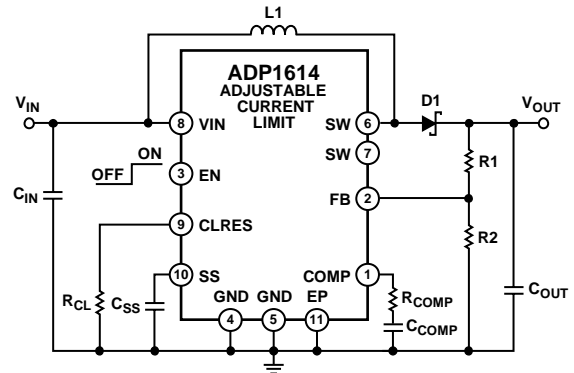 L1
ADP1614
ADJUSTABLE
CURRENT
LIMIT
VIN
8 VIN
SW 6
D1
VOUT
SW 7
R1
ON
OFF
3 EN
FB 2
CIN
9 CLRES
R2
10 SS
COMP 1
RCL
CSS
GND GND EP
4 5 11
RCOMP
CCOMP
COUT